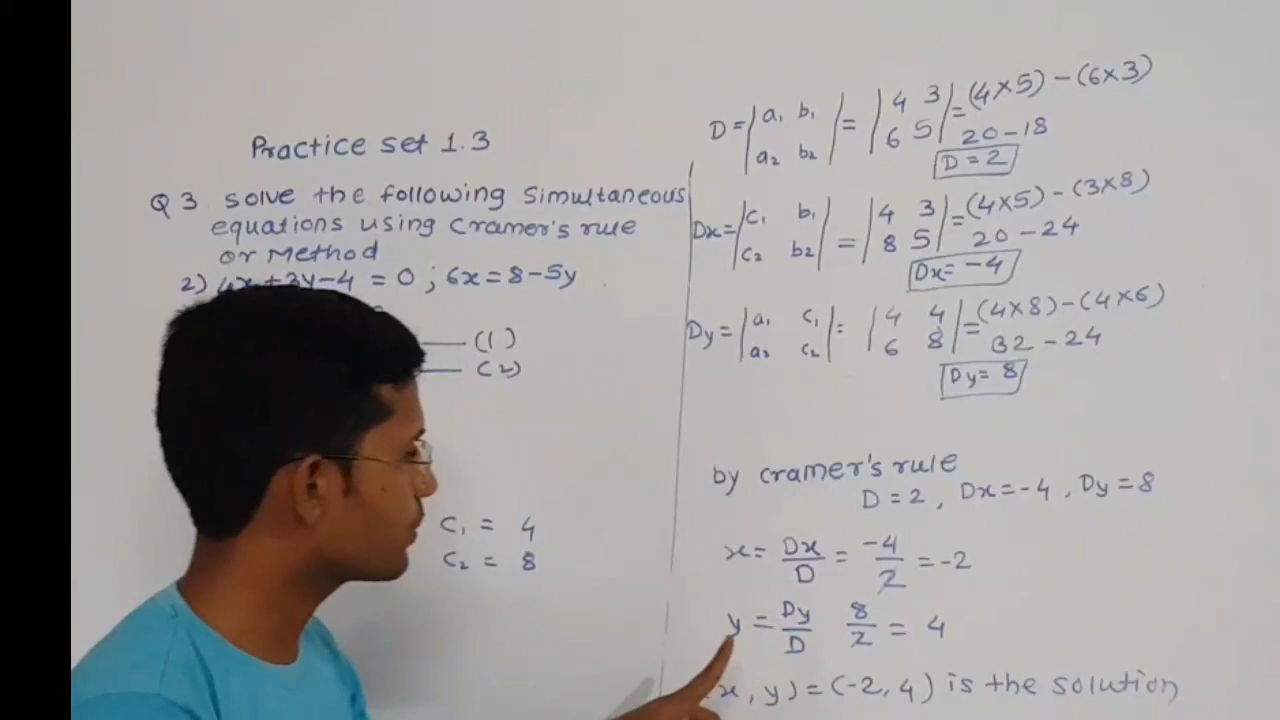 Practice set 1.3
Q 3 solve the following simultaneous
equations using cramer's rule
or Method
2) 4x+3y-4 = 0 ; 6x = 8-5y
(1)
(2)
C₁ = 4
C₂ = 8
D = | a₁ b₁ | = | 4 3 | = (4×5) - (6×3)
| a₂ b₂ | | 6 5 | 20-18
D = 2
Dx = | c₁ b₁ | = | 4 3 | = (4×5) - (3×8)
| c₂ b₂ | | 8 5 | 20 - 24
Dx = -4
Dy = | a₁ c₁ | = | 4 4 | = (4×8) - (4×6)
| a₂ c₂ | | 6 8 | 32 - 24
Dy = 8
by cramer's rule
D = 2 , Dx = -4 , Dy = 8
x = Dx/D = -4/2 = -2
y = Dy/D 8/2 = 4
x, y) = (-2, 4) is the solution